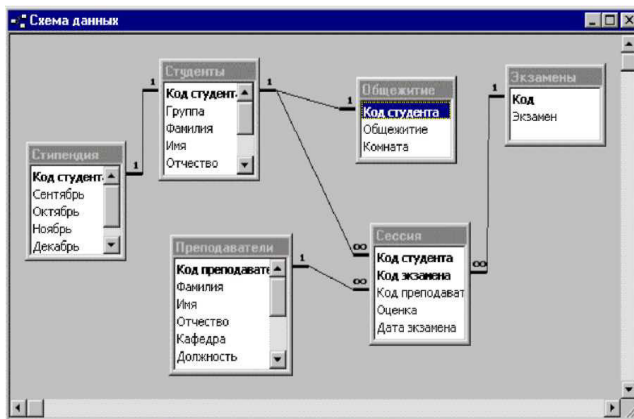 Схема данных
Студенты
Код студент
Группа
Фамилия
Имя
Отчество
1
1
Общежитие
Код студента
Общежитие
Комната
1
Экзамены
Код
Экзамен
1
Стипендия
Код студент
Сентябрь
Октябрь
Ноябрь
Декабрь
1
Преподаватели
Код преподавате
Фамилия
Имя
Отчество
Кафедра
Должность
1
Сессия
Код студента
Код экзамена
Код преподават
Оценка
Дата экзамена
∞
∞
∞